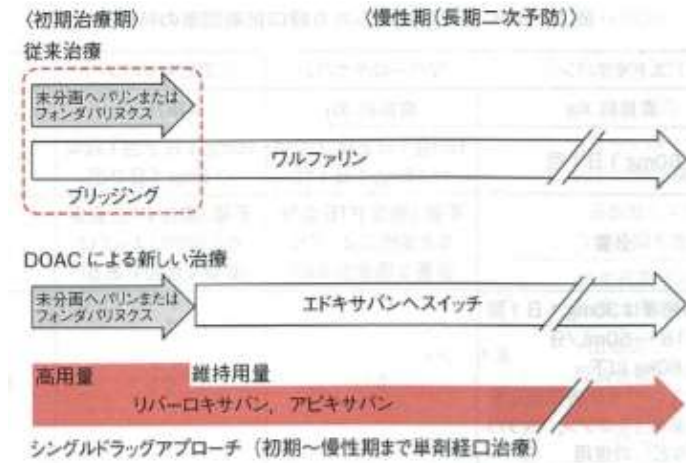 〈初期治療期〉
〈慢性期(長期二次予防)〉
従来治療
未分画ヘパリンまたは
フォンダパリヌクス
ワルファリン
ブリッジング
DOACによる新しい治療
未分画ヘパリンまたは
フォンダパリヌクス
エドキサバンへスイッチ
高用量
維持用量
リバーロキサバン,アピキサバン
シングルドラッグアプローチ(初期〜慢性期まで単剤経口治療)